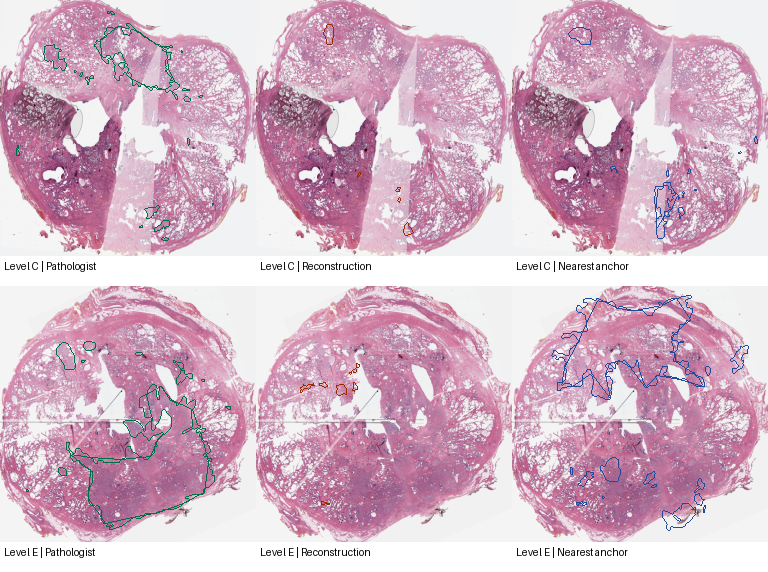 Level C | Pathologist
Level C | Reconstruction
Level C | Nearest anchor
Level E | Pathologist
Level E | Reconstruction
Level E | Nearest anchor